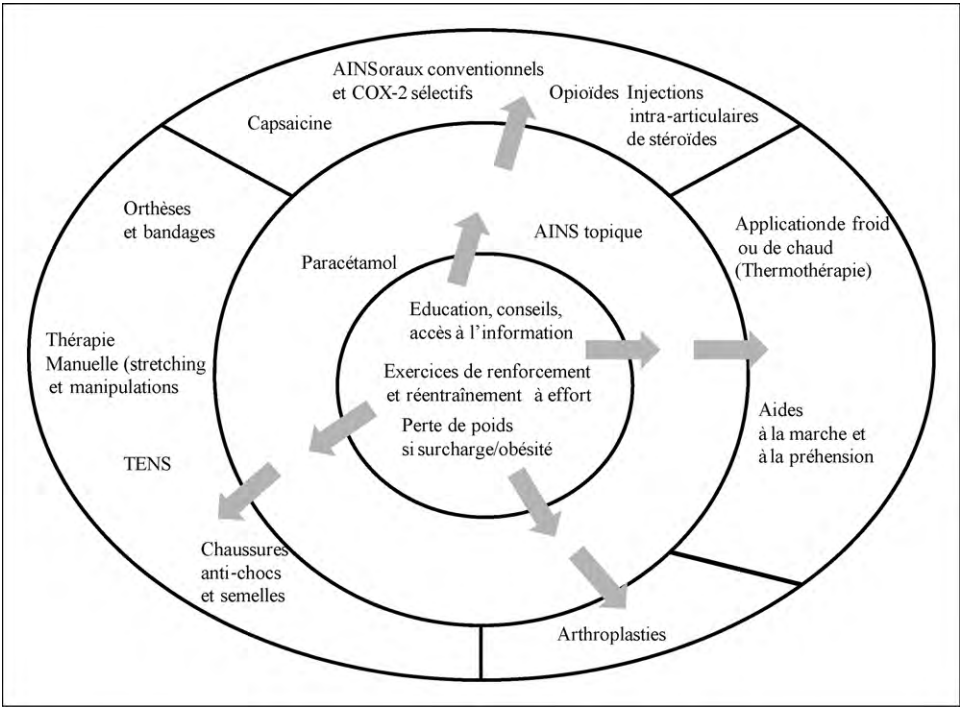 AINSoraux conventionnels
et COX-2 sélectifs
Capsaicine
Opioïdes
Injections
intra-articulaires
de stéroïdes
Orthèses
et bandages
AINS topique
Application de froid
ou de chaud
(Thermothérapie)
Paracétamol
Education, conseils,
accès à l’information
Thérapie
Manuelle (stretching
et manipulations
Exercices de renforcement
et réentraînement à effort
Perte de poids
si surcharge/obésité
Aides
à la marche et
à la préhension
TENS
Chaussures
anti-chocs
et semelles
Arthroplasties